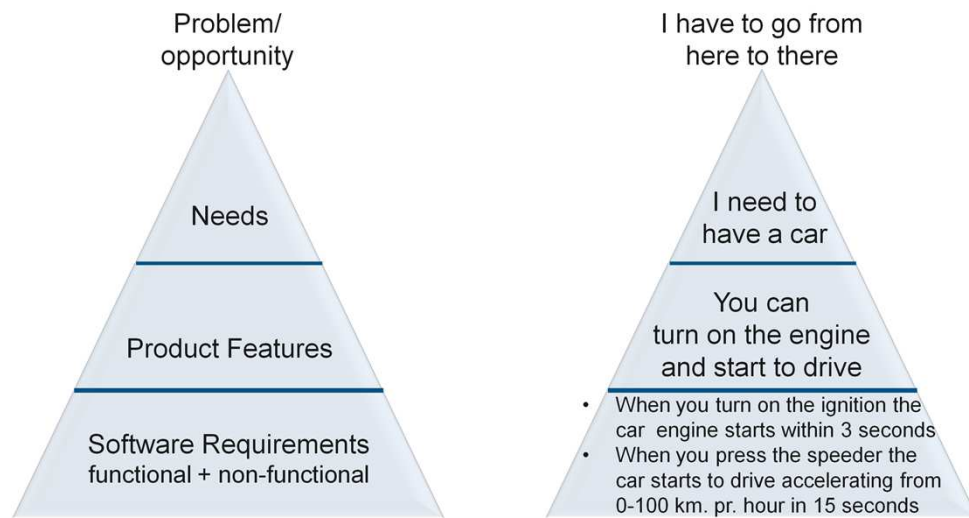 Problem/
opportunity
Needs
Product Features
Software Requirements
functional + non-functional
I have to go from
here to there
I need to
have a car
You can
turn on the engine
and start to drive
• When you turn on the ignition the
car engine starts within 3 seconds
• When you press the speeder the
car starts to drive accelerating from
0-100 km. pr. hour in 15 seconds